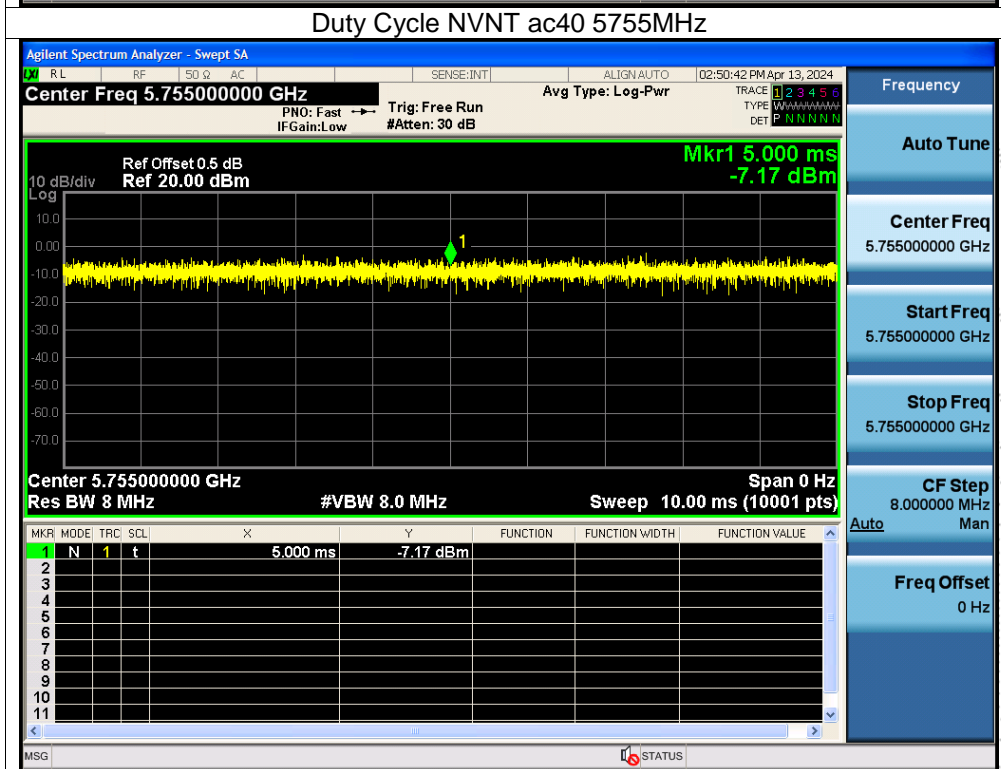 Duty Cycle NVNT ac40 5755MHz
Agilent Spectrum Analyzer - Swept SA
LXI RL RF 50 Ω AC SENSE:INT ALIGN AUTO 02:50:42 PM Apr 13, 2024
Center Freq 5.755000000 GHz
PNO: Fast
IFGain:Low
Trig: Free Run
#Atten: 30 dB
Avg Type: Log-Pwr
TRACE 1 2 3 4 5 6
TYPE WWWWWWW
DET P N N N N N
Mkr1 5.000 ms
-7.17 dBm
Ref Offset 0.5 dB
10 dB/div Ref 20.00 dBm
Log
10.0
0.00
-10.0
-20.0
-30.0
-40.0
-50.0
-60.0
-70.0
1
Center 5.755000000 GHz Span 0 Hz
Res BW 8 MHz #VBW 8.0 MHz Sweep 10.00 ms (10001 pts)
MKR MODE TRC SCL X Y FUNCTION FUNCTION WIDTH FUNCTION VALUE
1 N 1 t 5.000 ms -7.17 dBm
2
3
4
5
6
7
8
9
10
11
MSG STATUS
Frequency
Auto Tune
Center Freq
5.755000000 GHz
Start Freq
5.755000000 GHz
Stop Freq
5.755000000 GHz
CF Step
8.000000 MHz
Auto Man
Freq Offset
0 Hz